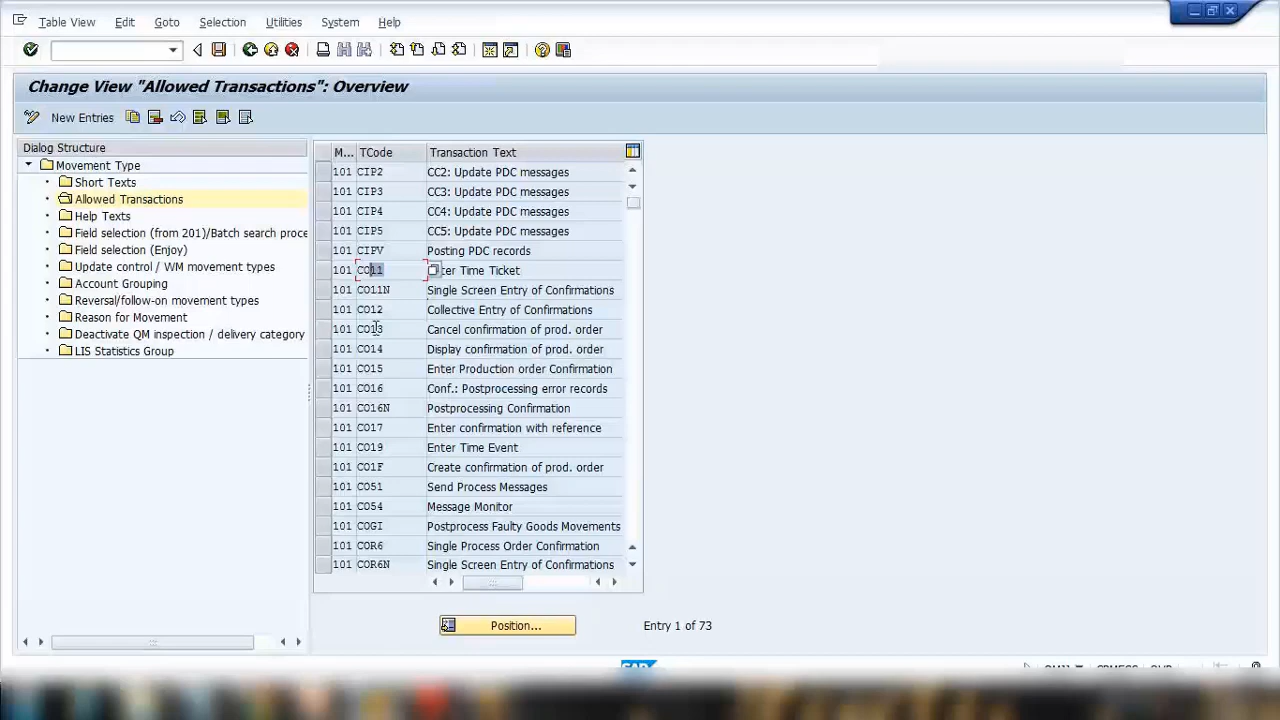 Table View Edit Goto Selection Utilities System Help
Change View "Allowed Transactions": Overview
New Entries
Dialog Structure
Movement Type
Short Texts
Allowed Transactions
Help Texts
Field selection (from 201)/Batch search proce
Field selection (Enjoy)
Update control / WM movement types
Account Grouping
Reversal/follow-on movement types
Reason for Movement
Deactivate QM inspection / delivery category
LIS Statistics Group
M... TCode Transaction Text
101 CIP2 CC2: Update PDC messages
101 CIP3 CC3: Update PDC messages
101 CIP4 CC4: Update PDC messages
101 CIP5 CC5: Update PDC messages
101 CIPV Posting PDC records
101 CO11 ter Time Ticket
101 CO11N Single Screen Entry of Confirmations
101 CO12 Collective Entry of Confirmations
101 CO13 Cancel confirmation of prod. order
101 CO14 Display confirmation of prod. order
101 CO15 Enter Production order Confirmation
101 CO16 Conf.: Postprocessing error records
101 CO16N Postprocessing Confirmation
101 CO17 Enter confirmation with reference
101 CO19 Enter Time Event
101 CO1F Create confirmation of prod. order
101 CO51 Send Process Messages
101 CO54 Message Monitor
101 COGI Postprocess Faulty Goods Movements
101 COR6 Single Process Order Confirmation
101 COR6N Single Screen Entry of Confirmations
Position... Entry 1 of 73
SAP